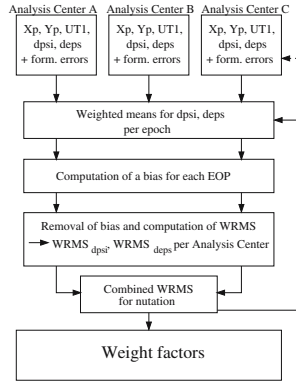 Analysis Center A Analysis Center B Analysis Center C
Xp, Yp, UT1,
dpsi, deps
+ form. errors
Xp, Yp, UT1,
dpsi, deps
+ form. errors
Xp, Yp, UT1,
dpsi, deps
+ form. errors
Weighted means for dpsi, deps
per epoch
Computation of a bias for each EOP
Removal of bias and computation of WRMS
WRMS dpsi, WRMS deps per Analysis Center
Combined WRMS
for nutation
Weight factors